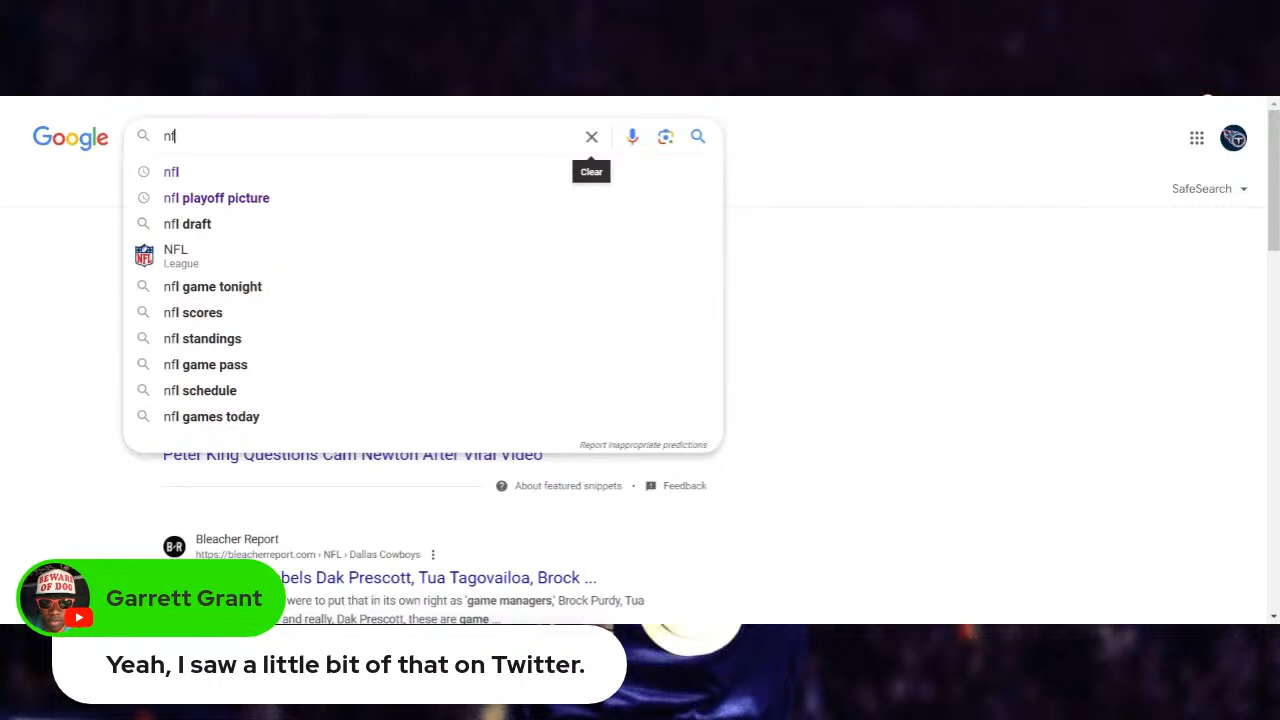 Google
nf
Clear
nfl
nfl playoff picture
nfl draft
NFL
League
nfl game tonight
nfl scores
nfl standings
nfl game pass
nfl schedule
nfl games today
Report inappropriate predictions
SafeSearch
Peter King Questions Cam Newton After Viral Video
About featured snippets • Feedback
B/R
Bleacher Report
https://bleacherreport.com › NFL › Dallas Cowboys
bels Dak Prescott, Tua Tagovailoa, Brock ...
were to put that in its own right as 'game managers,' Brock Purdy, Tua
and really, Dak Prescott, these are game ...
BEWARE
OF DOG
Garrett Grant
Yeah, I saw a little bit of that on Twitter.